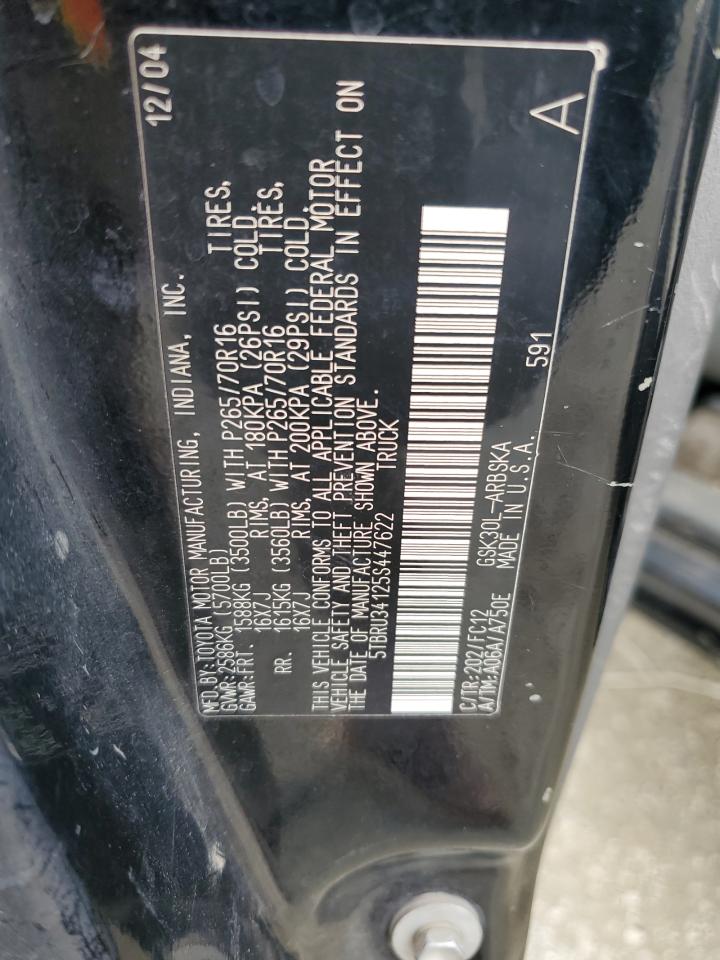 MFD.BY:TOYOTA MOTOR MANUFACTURING, INDIANA, INC. 12/04
GVWR:2586KG (5700LB)
GAWR:FRT. 1588KG (3500LB) WITH P265/70R16 TIRES,
16X7J RIMS, AT 180KPA (26PSI) COLD.
RR. 1615KG (3560LB) WITH P265/70R16 TIRES,
16X7J RIMS, AT 200KPA (29PSI) COLD.
THIS VEHICLE CONFORMS TO ALL APPLICABLE FEDERAL MOTOR
VEHICLE SAFETY AND THEFT PREVENTION STANDARDS IN EFFECT ON
THE DATE OF MANUFACTURE SHOWN ABOVE.
5TBRU34125S447622 TRUCK
C/TR:202/FC12 GSK30L-ARBSKA
A/TM:A06A/A750E MADE IN U.S.A. 591
A